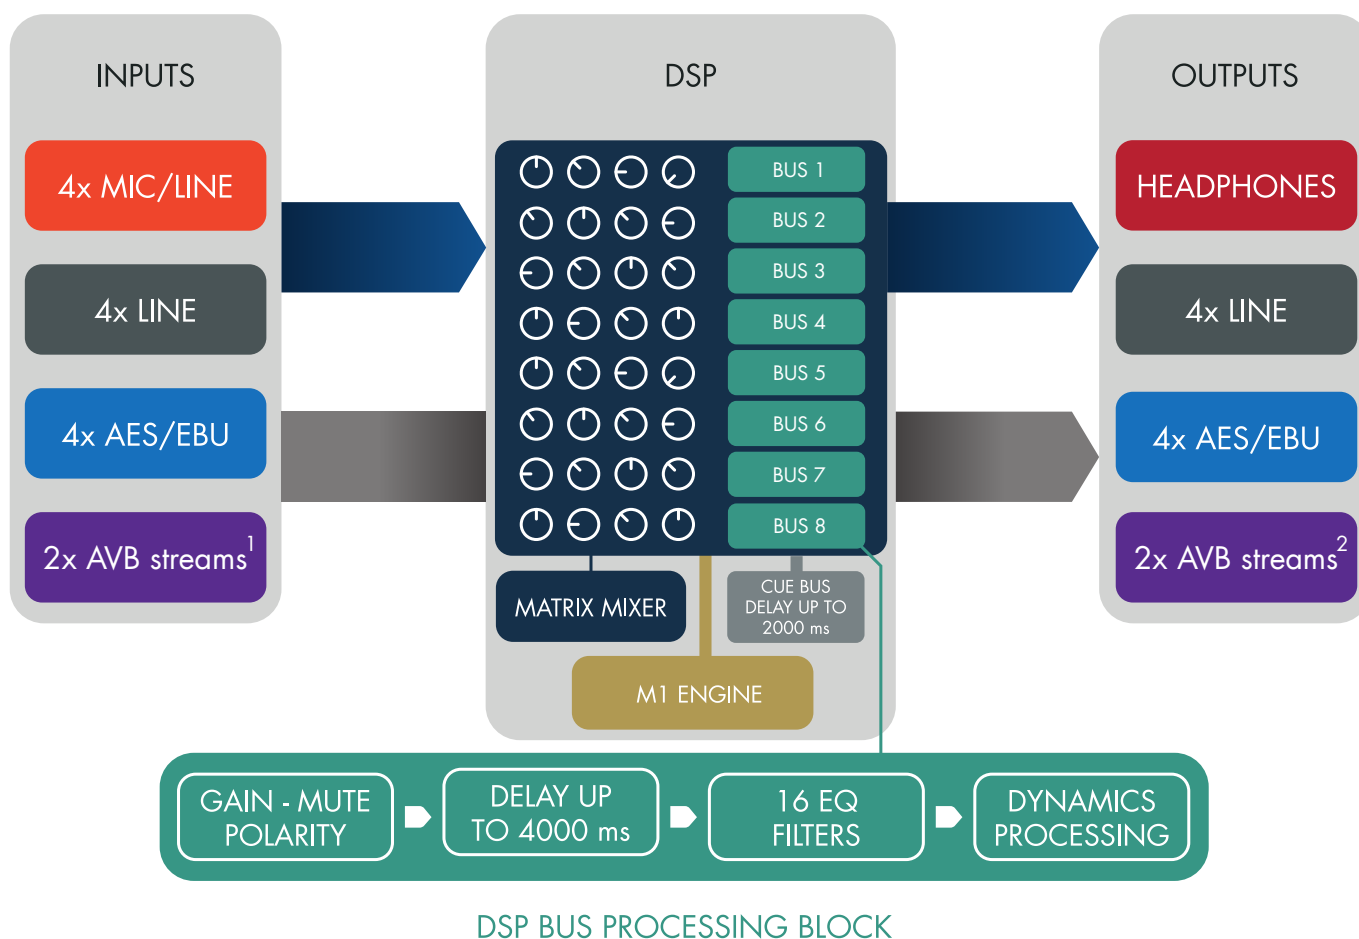 INPUTS
4x MIC/LINE
4x LINE
4x AES/EBU
2x AVB streams1
DSP
BUS 1
BUS 2
BUS 3
BUS 4
BUS 5
BUS 6
BUS 7
BUS 8
MATRIX MIXER
CUE BUS
DELAY UP TO
2000 ms
M1 ENGINE
OUTPUTS
HEADPHONES
4x LINE
4x AES/EBU
2x AVB streams2
GAIN - MUTE
POLARITY
DELAY UP
TO 4000 ms
16 EQ
FILTERS
DYNAMICS
PROCESSING
DSP BUS PROCESSING BLOCK